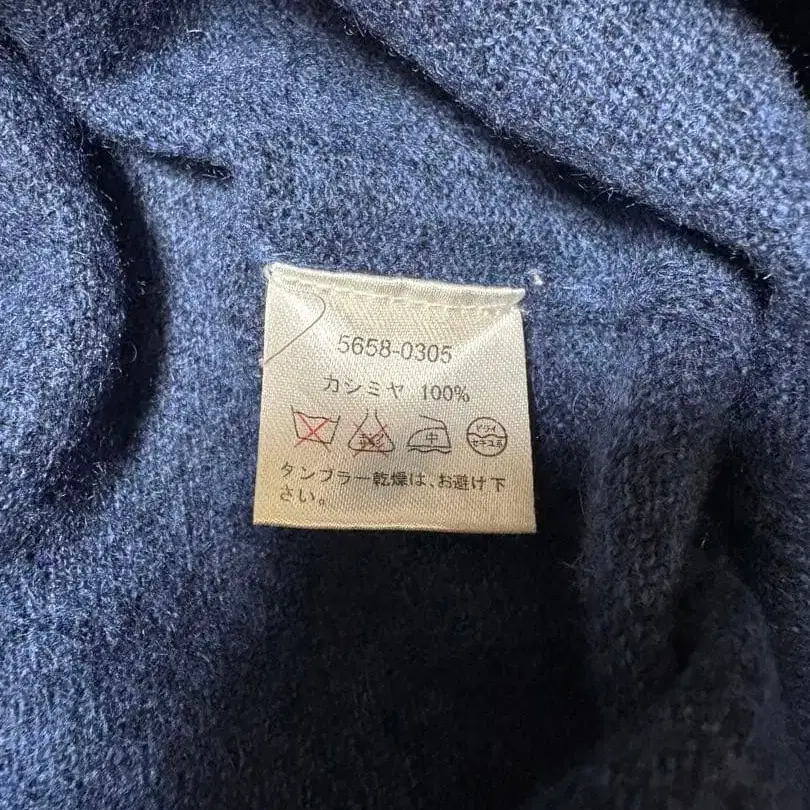 5658-0305
カシミヤ 100%
中
ドライ
セキユ系
タンブラー乾燥は、お避け下
さい。